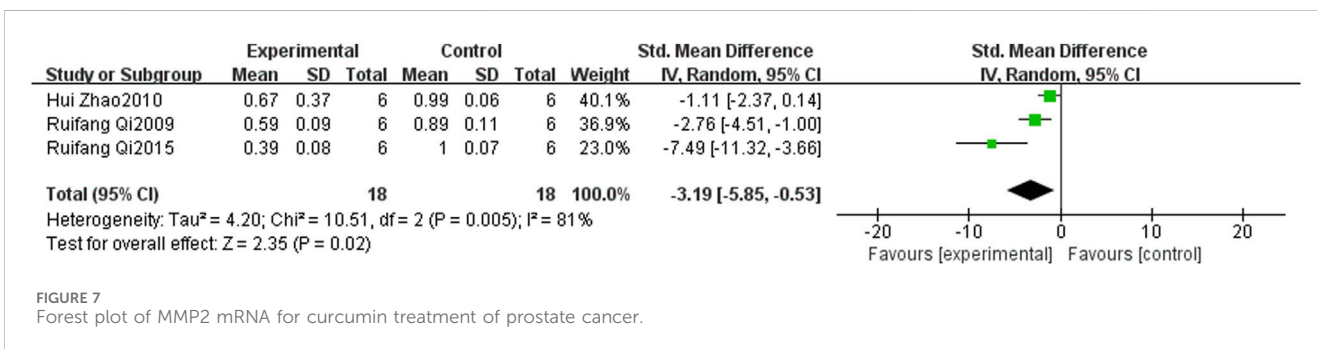 Experimental Control Std. Mean Difference Std. Mean Difference
Study or Subgroup Mean SD Total Mean SD Total Weight IV, Random, 95% CI IV, Random, 95% CI
Hui Zhao2010 0.67 0.37 6 0.99 0.06 6 40.1% -1.11 [-2.37, 0.14]
Ruifang Qi2009 0.59 0.09 6 0.89 0.11 6 36.9% -2.76 [-4.51, -1.00]
Ruifang Qi2015 0.39 0.08 6 1 0.07 6 23.0% -7.49 [-11.32, -3.66]
Total (95% CI) 18 18 100.0% -3.19 [-5.85, -0.53]
Heterogeneity: Tau² = 4.20; Chi² = 10.51, df = 2 (P = 0.005); I² = 81%
Test for overall effect: Z = 2.35 (P = 0.02)
-20 -10 0 10 20
Favours [experimental] Favours [control]
FIGURE 7
Forest plot of MMP2 mRNA for curcumin treatment of prostate cancer.